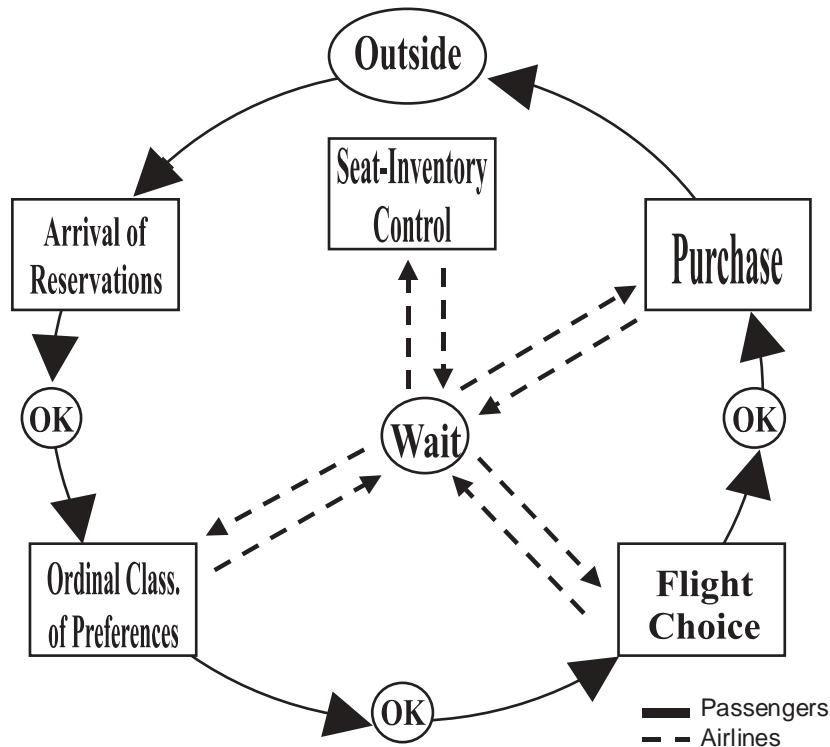 Outside
Seat-Inventory
Control
Arrival of
Reservations
Purchase
OK
OK
Wait
Ordinal Class.
of Preferences
Flight
Choice
OK
Passengers
Airlines